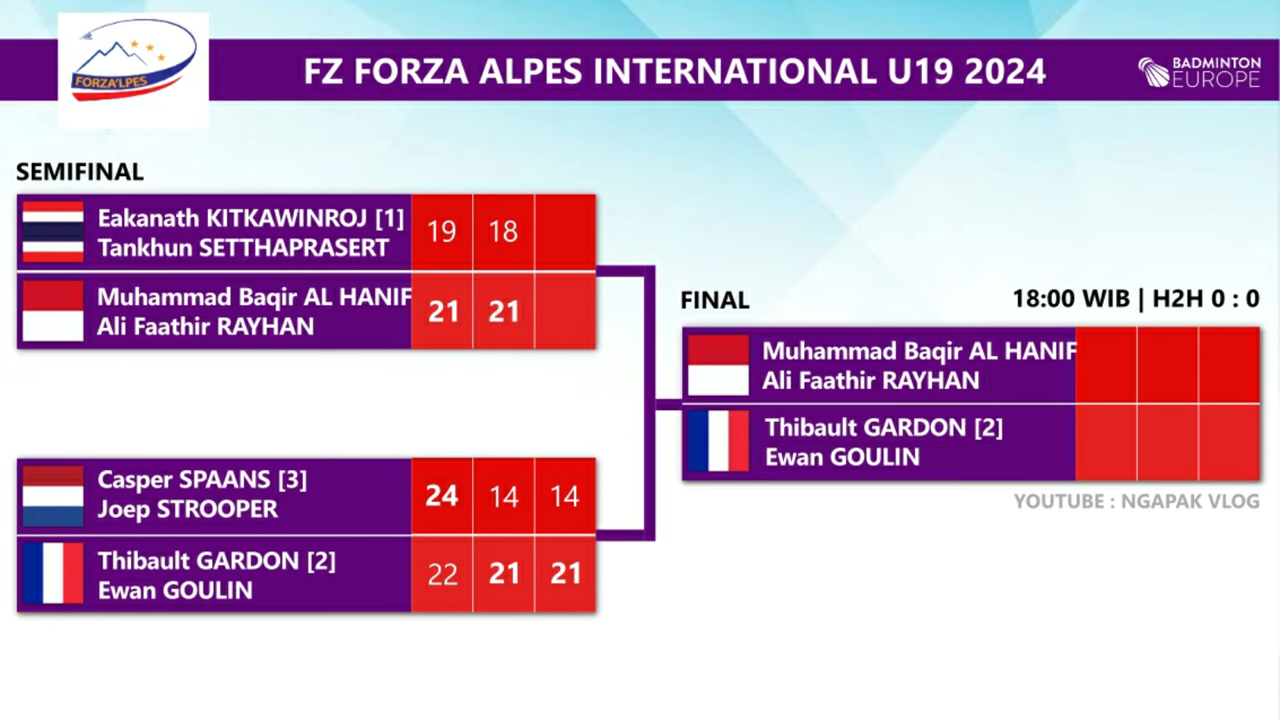 FORZA'LPES
FZ FORZA ALPES INTERNATIONAL U19 2024
BADMINTON
EUROPE
SEMIFINAL
Eakanath KITKAWINROJ [1]
Tankhun SETTHAPRASERT
19 18
Muhammad Baqir AL HANIF
Ali Faathir RAYHAN
21 21
Casper SPAANS [3]
Joep STROOPER
24 14 14
Thibault GARDON [2]
Ewan GOULIN
22 21 21
FINAL
18:00 WIB | H2H 0 : 0
Muhammad Baqir AL HANIF
Ali Faathir RAYHAN
Thibault GARDON [2]
Ewan GOULIN
YOUTUBE : NGAPAK VLOG